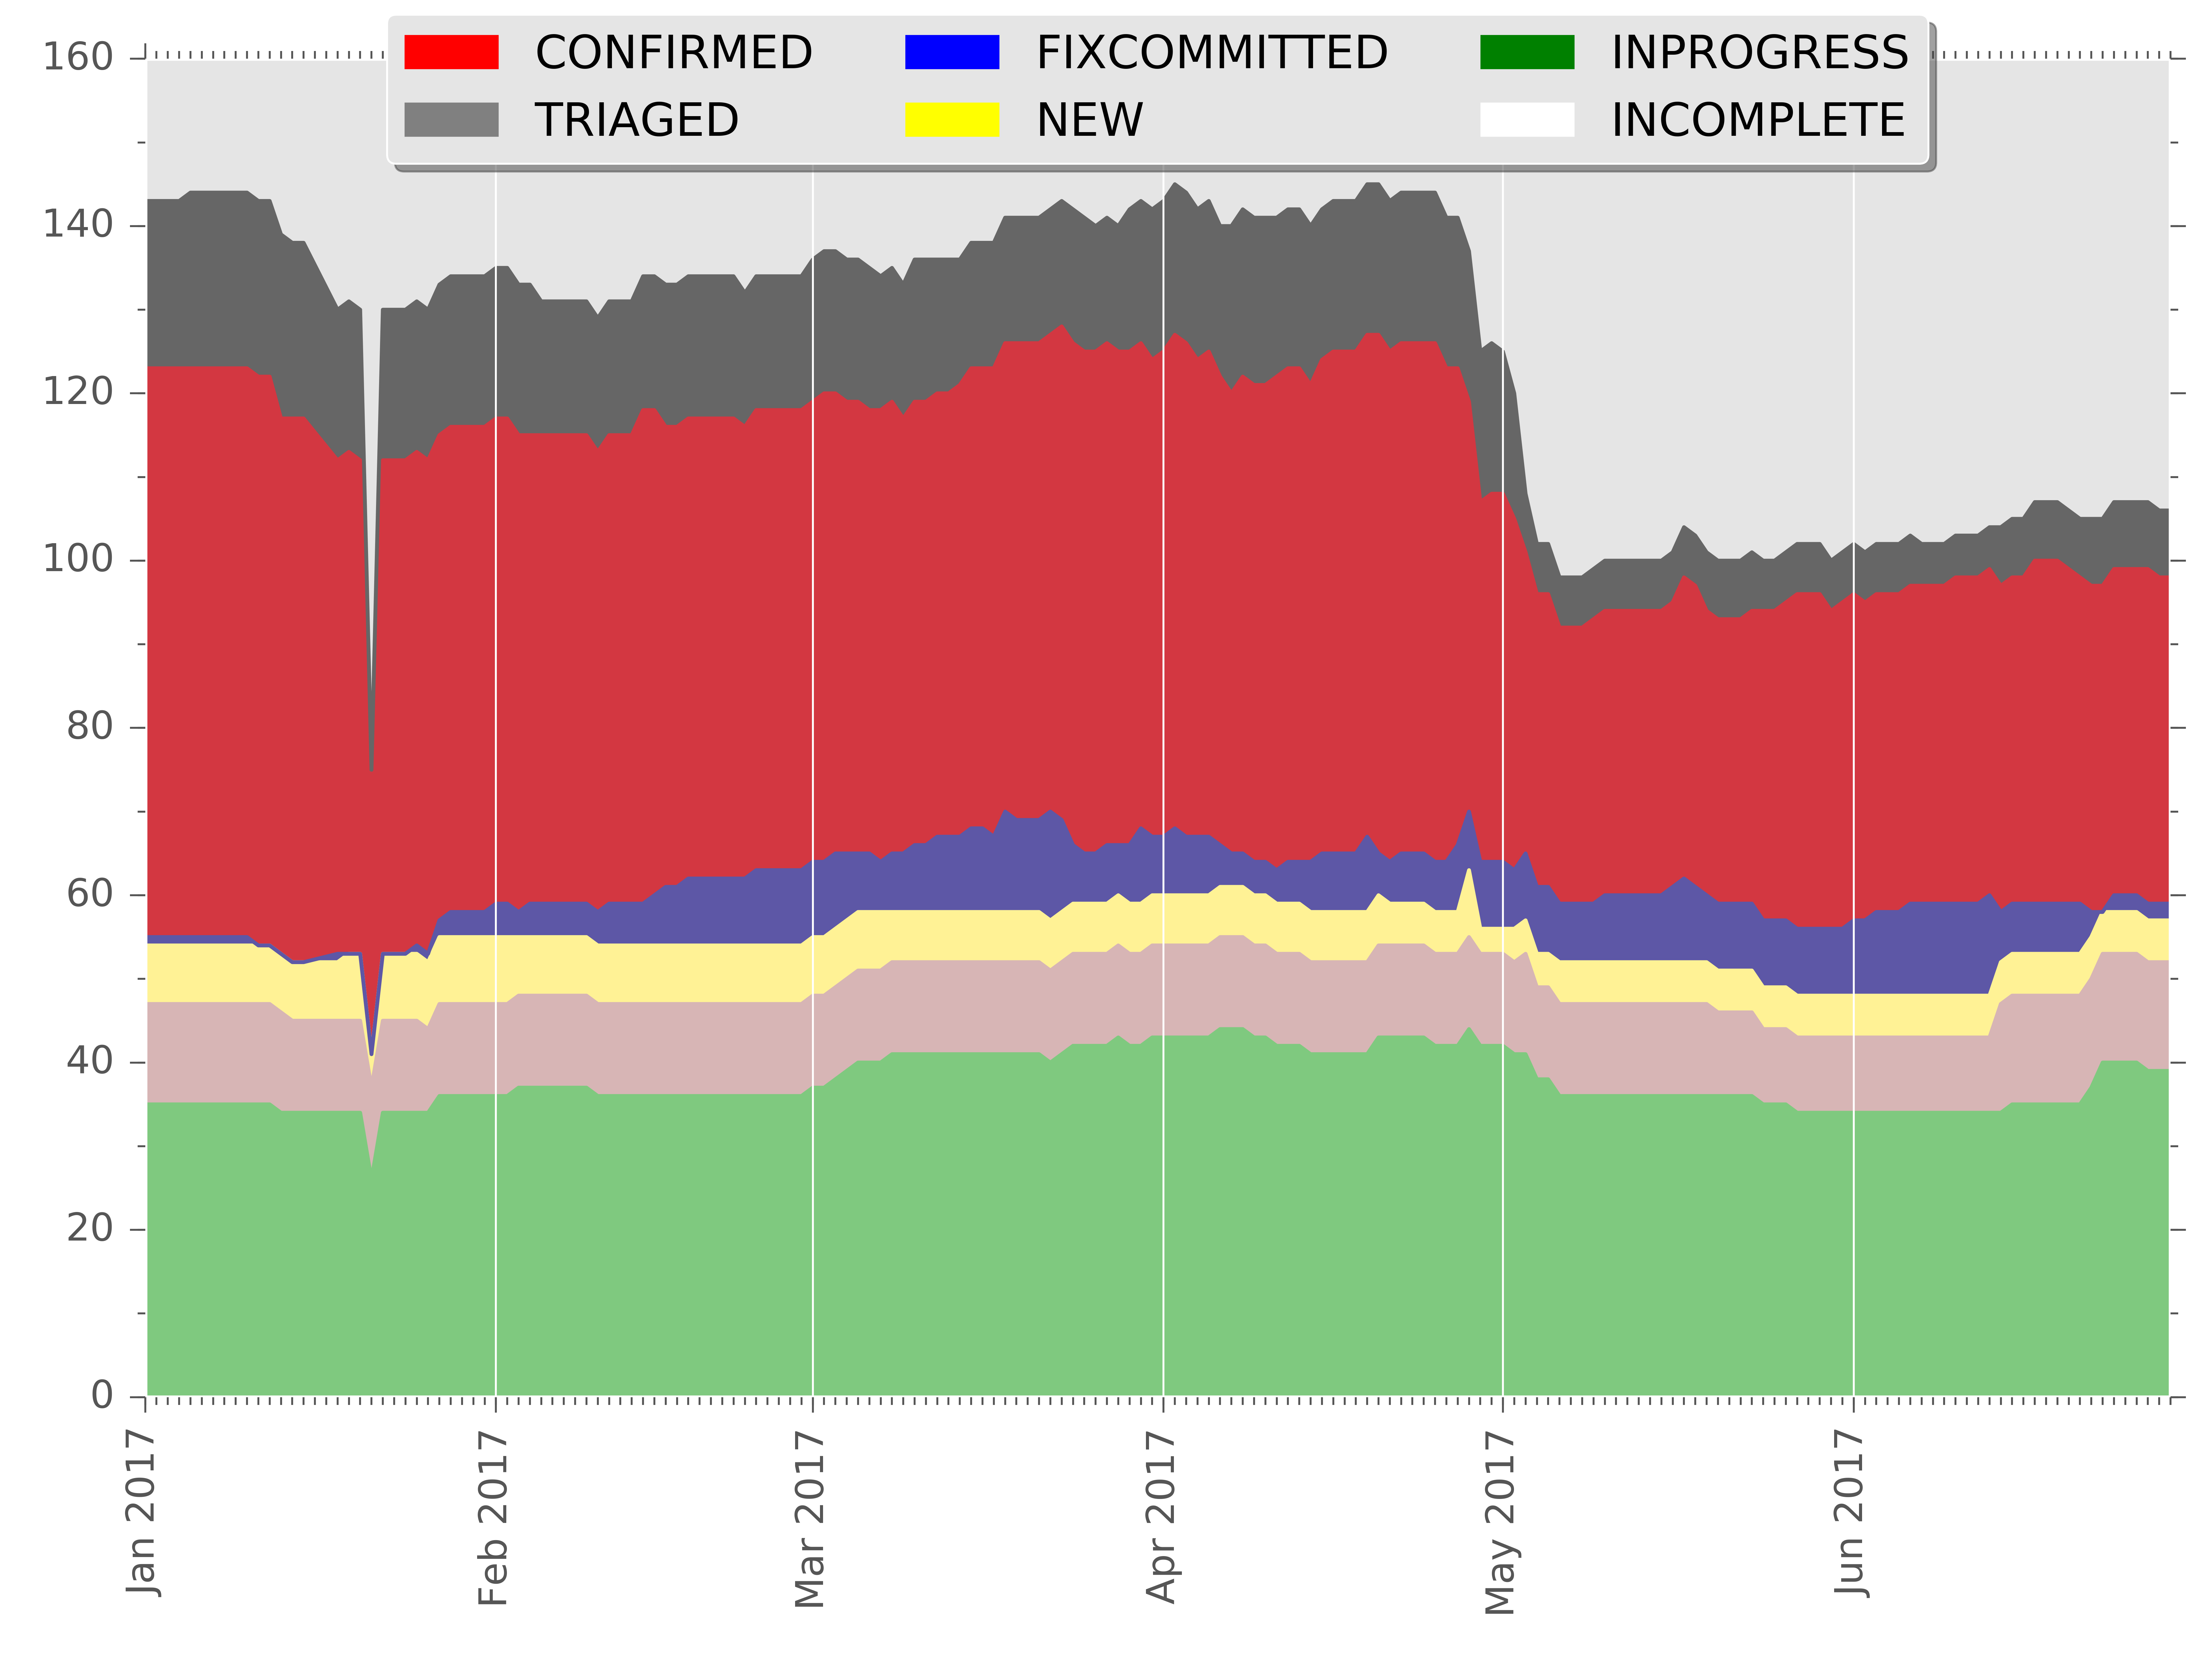 CONFIRMED FIXCOMMITTED INPROGRESS
TRIAGED NEW INCOMPLETE
160
140
120
100
80
60
40
20
0
Jan 2017
Feb 2017
Mar 2017
Apr 2017
May 2017
Jun 2017